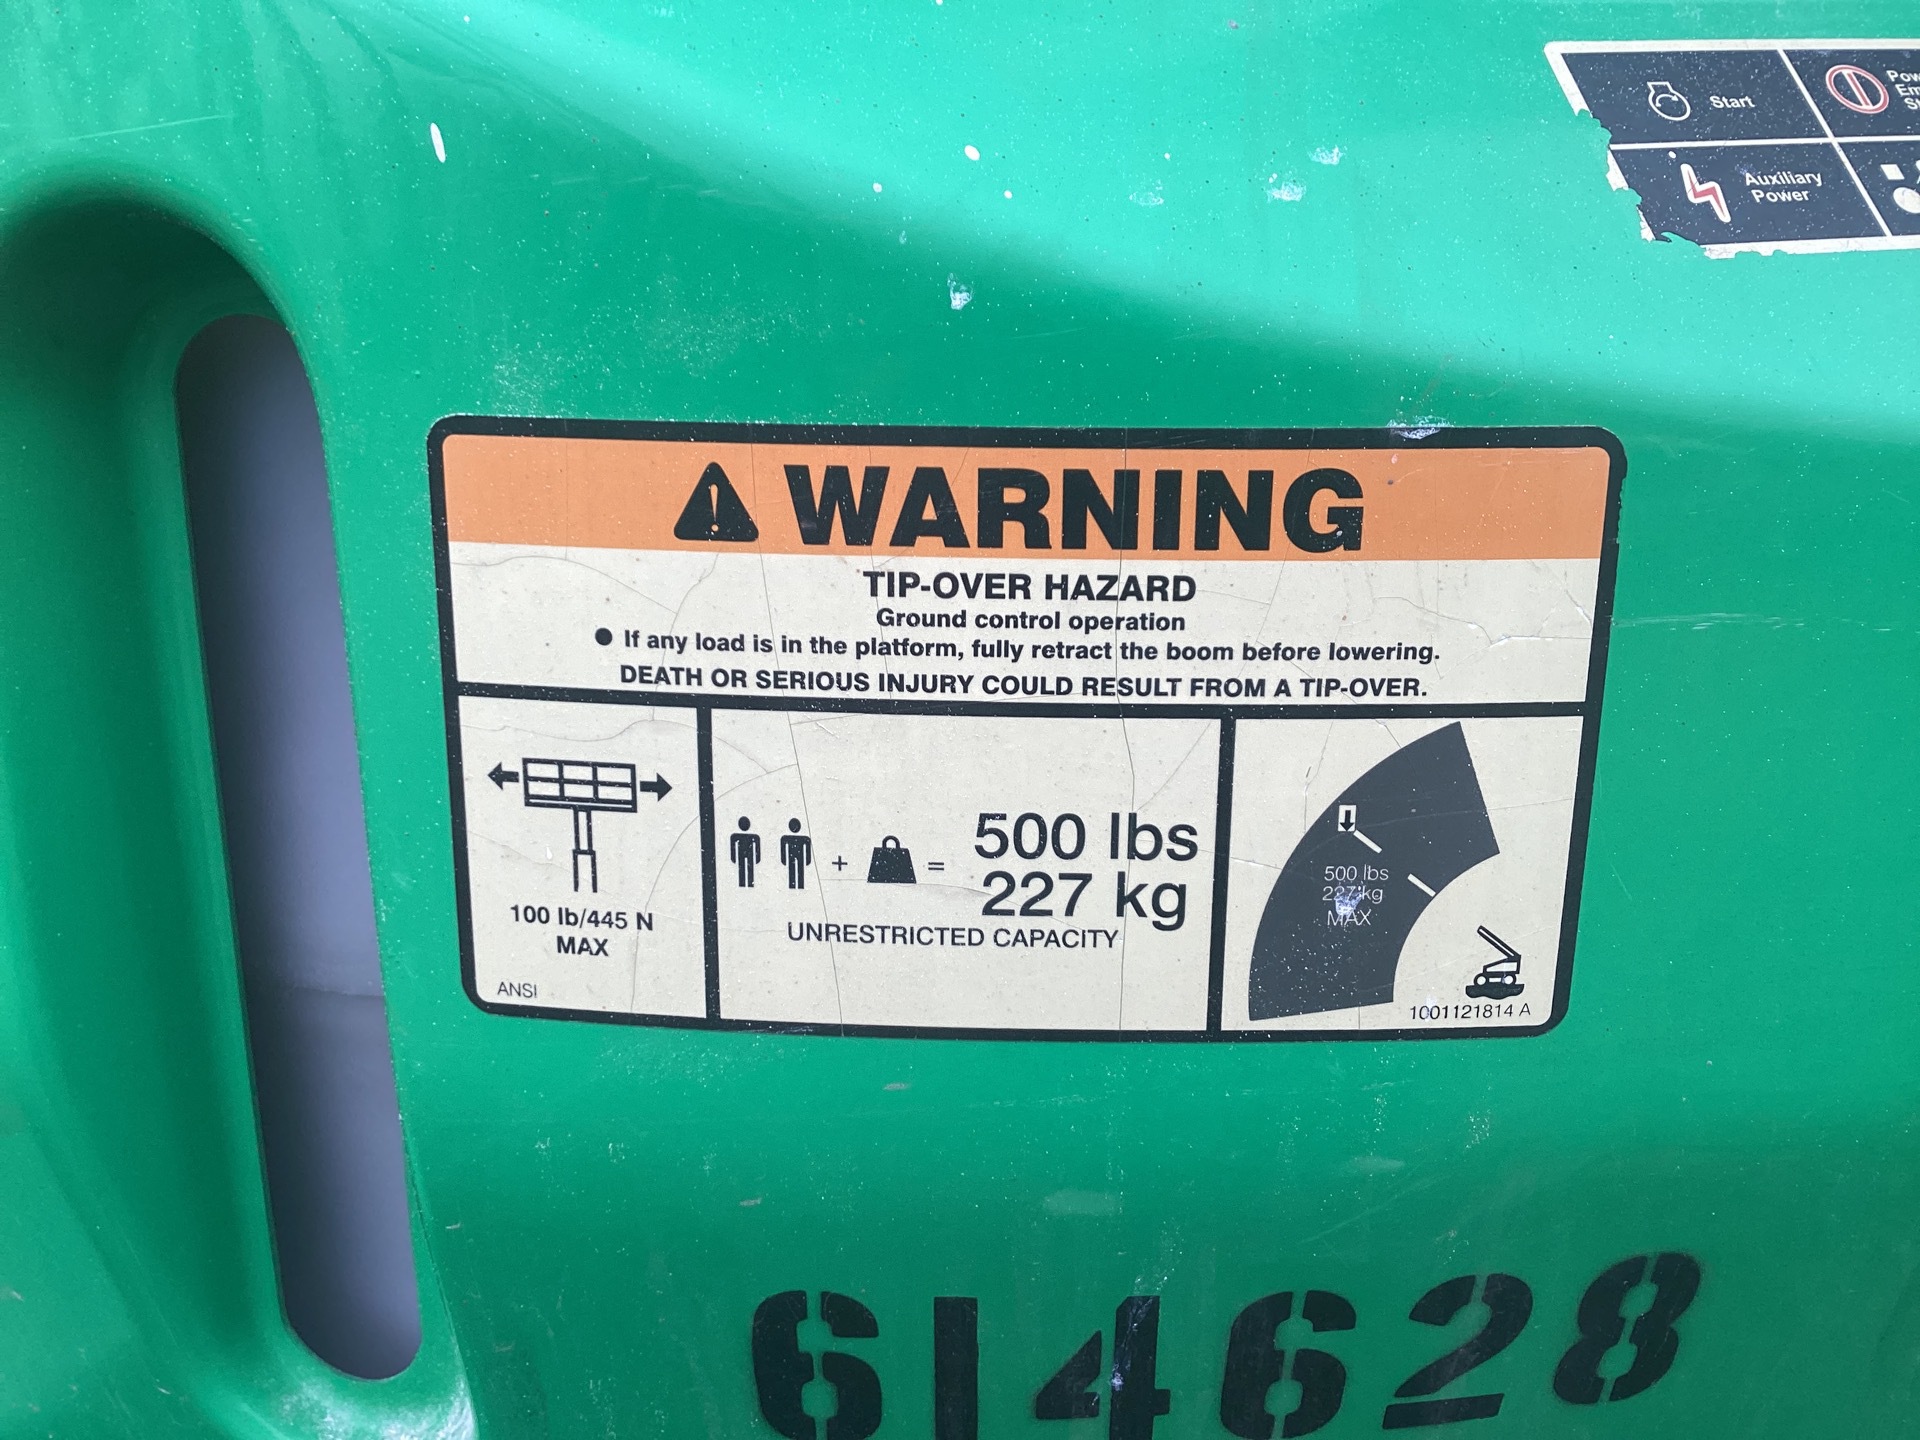 Start
Auxiliary
Power
WARNING
TIP-OVER HAZARD
Ground control operation
● If any load is in the platform, fully retract the boom before lowering.
DEATH OR SERIOUS INJURY COULD RESULT FROM A TIP-OVER.
100 lb/445 N
MAX
ANSI
+ = 500 lbs
227 kg
UNRESTRICTED CAPACITY
500 lbs
227 kg
MAX
1001121814 A
614628